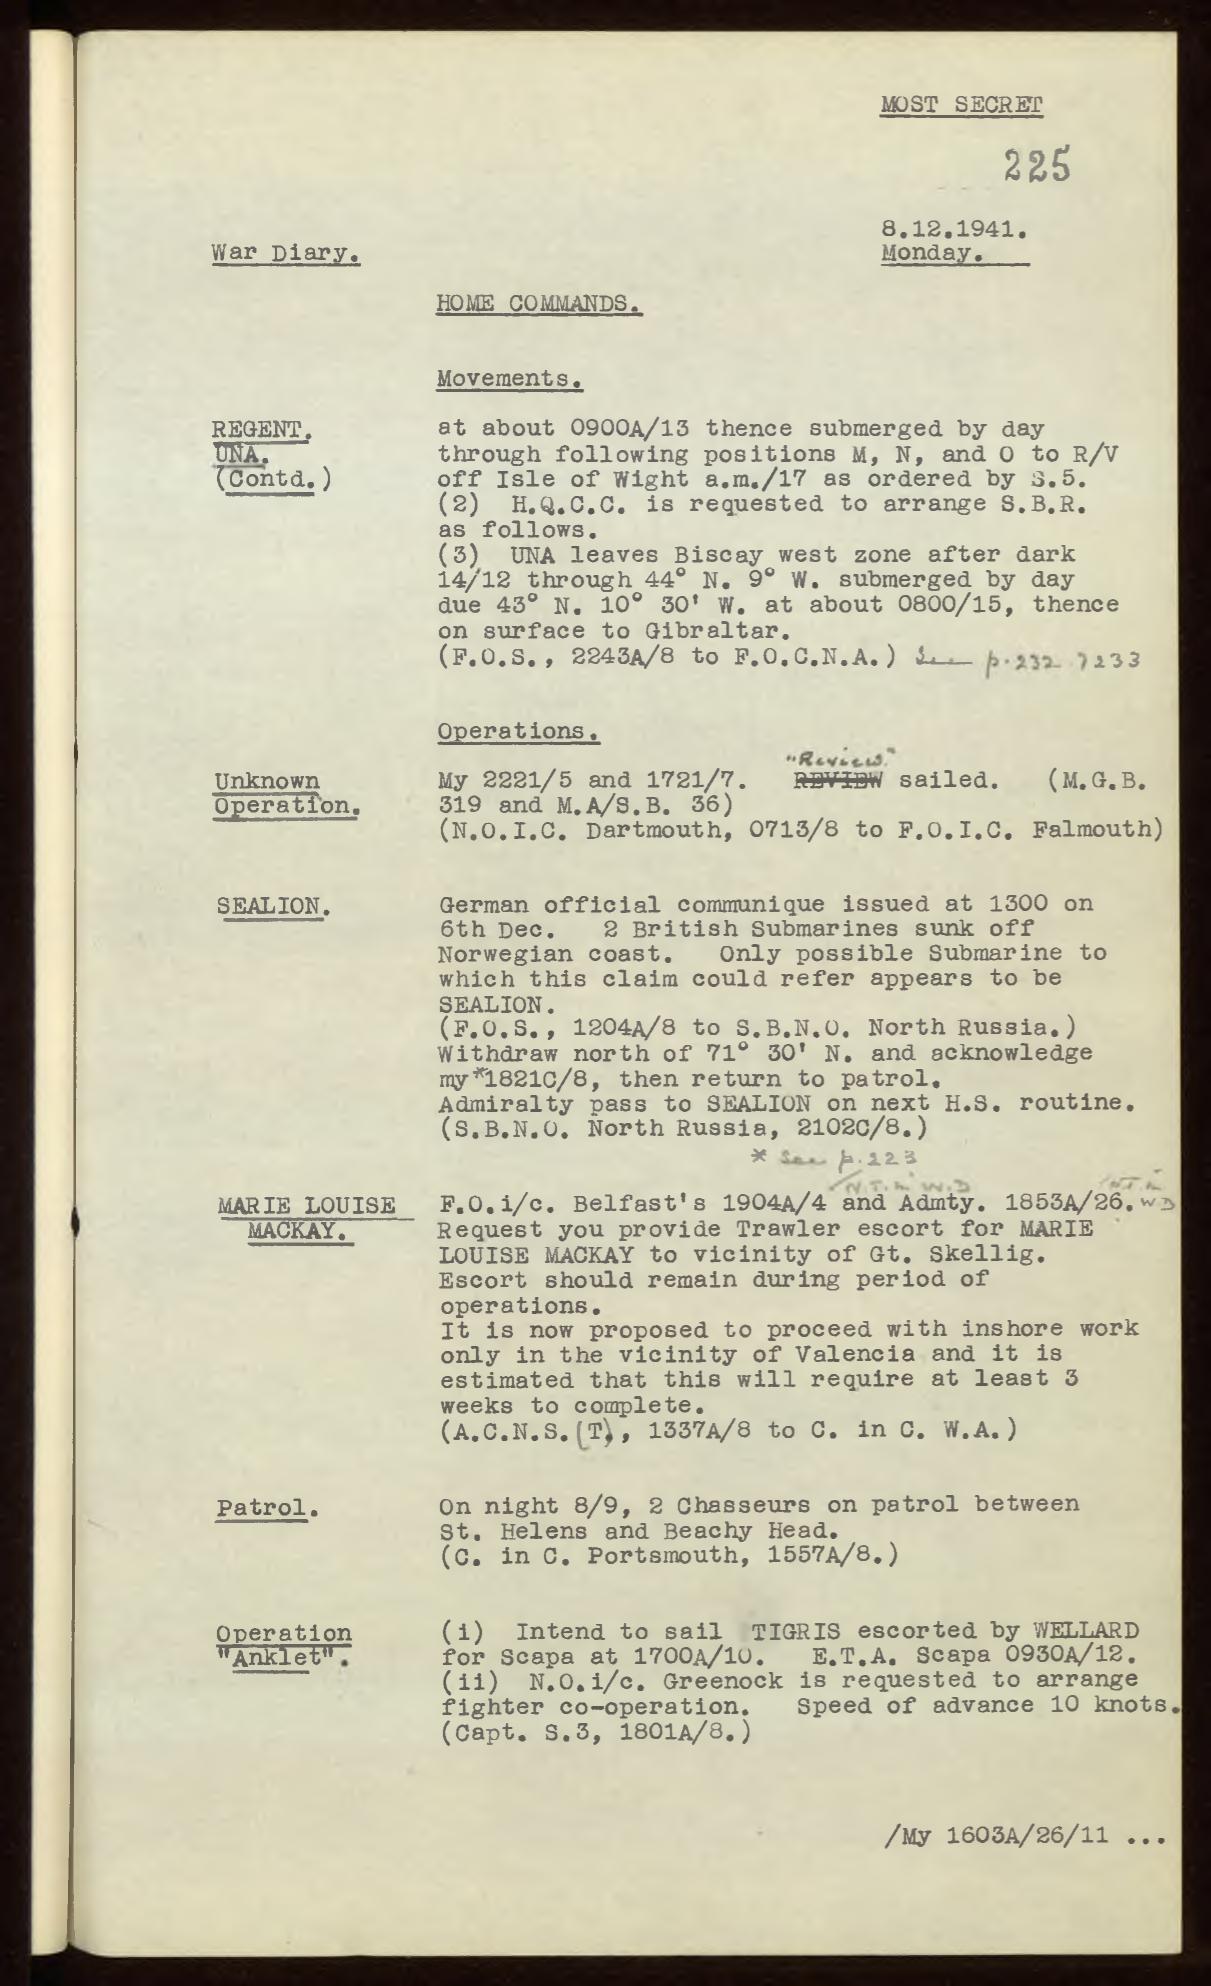 MOST SECRET
225
8.12.1941.
War Diary.
Monday.
HOME COMMANDS.
Movements.
REGENT.
UNA.
(Contd.)
at about 0900A/13 thence submerged by day
through following positions M, N, and O to R/V
off Isle of Wight a.m./17 as ordered by S.5.
(2) H.Q.C.C. is requested to arrange S.B.R.
as follows.
(3) UNA leaves Biscay west zone after dark
14/12 through 44° N. 9° W. submerged by day
due 43° N. 10° 30' W. at about 0800/15, thence
on surface to Gibraltar.
(F.O.S., 2243A/8 to F.O.C.N.A.) See p.232 233
Operations.
Unknown
Operation.
"Review"
My 2221/5 and 1721/7. REVIEW sailed. (M.G.B.
319 and M.A/S.B. 36)
(N.O.I.C. Dartmouth, 0713/8 to F.O.I.C. Falmouth)
SEALION.
German official communique issued at 1300 on
6th Dec. 2 British Submarines sunk off
Norwegian coast. Only possible Submarine to
which this claim could refer appears to be
SEALION.
(F.O.S., 1204A/8 to S.B.N.O. North Russia.)
Withdraw north of 71° 30' N. and acknowledge
my*1821C/8, then return to patrol.
Admiralty pass to SEALION on next H.S. routine.
(S.B.N.O. North Russia, 2102C/8.)
* See p.223
N.T. in W.D
N.T. in
WD
MARIE LOUISE
MACKAY.
F.O.i/c. Belfast's 1904A/4 and Admty. 1853A/26.
Request you provide Trawler escort for MARIE
LOUISE MACKAY to vicinity of Gt. Skellig.
Escort should remain during period of
operations.
It is now proposed to proceed with inshore work
only in the vicinity of Valencia and it is
estimated that this will require at least 3
weeks to complete.
(A.C.N.S.(T), 1337A/8 to C. in C. W.A.)
Patrol.
On night 8/9, 2 Chasseurs on patrol between
St. Helens and Beachy Head.
(C. in C. Portsmouth, 1557A/8.)
Operation
"Anklet".
(i) Intend to sail TIGRIS escorted by WELLARD
for Scapa at 1700A/10. E.T.A. Scapa 0930A/12.
(ii) N.O.i/c. Greenock is requested to arrange
fighter co-operation. Speed of advance 10 knots.
(Capt. S.3, 1801A/8.)
/My 1603A/26/11 ...